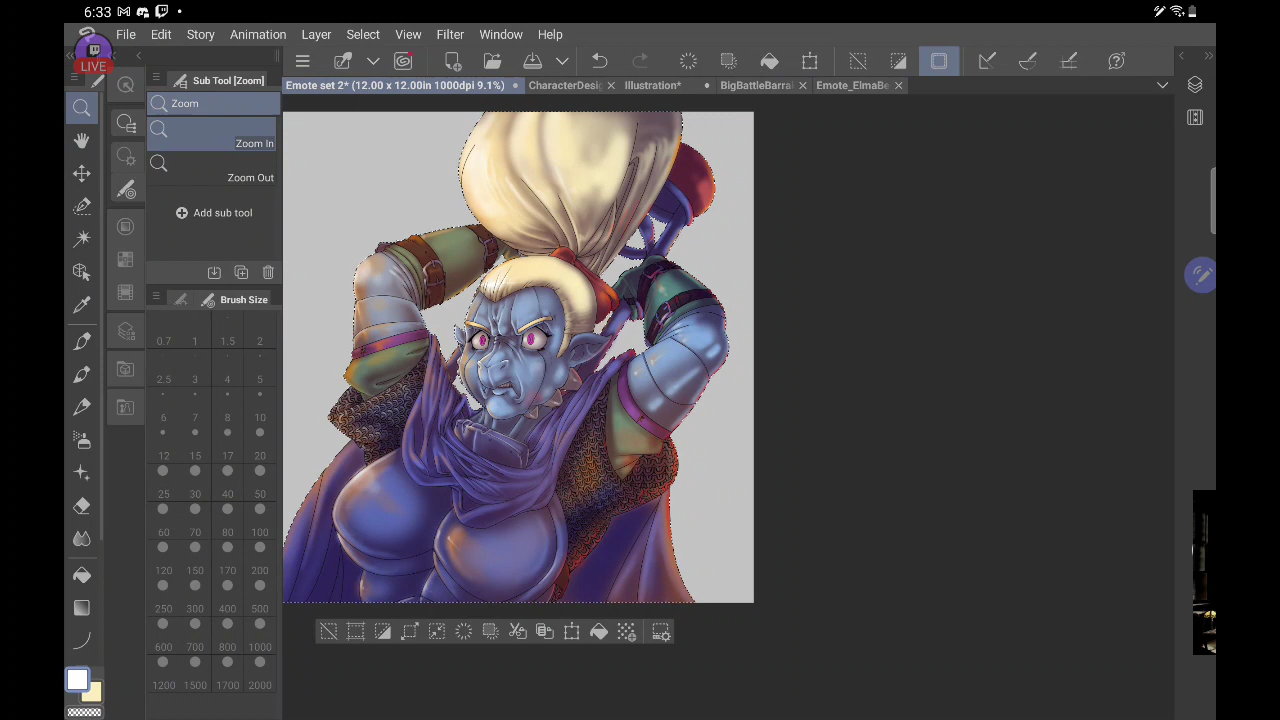 6:33
File Edit Story Animation Layer Select View Filter Window Help
LIVE
Sub Tool [Zoom]
Emote set 2* (12.00 x 12.00in 1000dpi 9.1%)
CharacterDesig
Illustration*
BigBattleBarral
Emote_ElmaBe
Zoom
Zoom In
Zoom Out
Add sub tool
Brush Size
0.7 1 1.5 2
2.5 3 4 5
6 7 8 10
12 15 17 20
25 30 40 50
60 70 80 100
120 150 170 200
250 300 400 500
600 700 800 1000
1200 1500 1700 2000